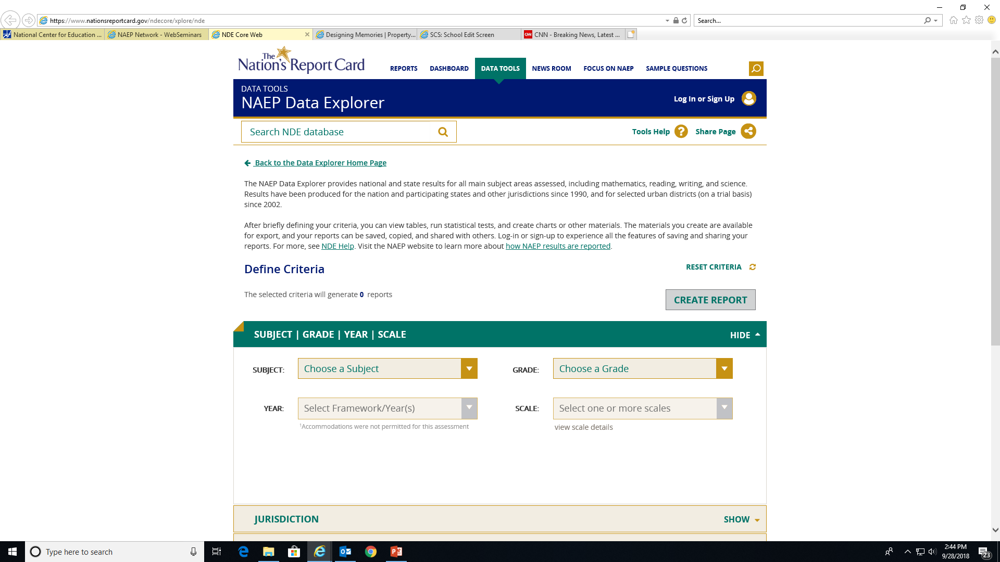 https://www.nationsreportcard.gov/ndecore/xplore/nde
Search...
National Center for Education ...
NAEP Network - WebSeminars
NDE Core Web
Designing Memories | Property...
SCS: School Edit Screen
CNN
CNN - Breaking News, Latest ...
The
Nation's Report Card
REPORTS
DASHBOARD
DATA TOOLS
NEWS ROOM
FOCUS ON NAEP
SAMPLE QUESTIONS
DATA TOOLS
NAEP Data Explorer
Log In or Sign Up
Search NDE database
Tools Help
?
Share Page
Back to the Data Explorer Home Page
The NAEP Data Explorer provides national and state results for all main subject areas assessed, including mathematics, reading, writing, and science.
Results have been produced for the nation and participating states and other jurisdictions since 1990, and for selected urban districts (on a trial basis)
since 2002.
After briefly defining your criteria, you can view tables, run statistical tests, and create charts or other materials. The materials you create are available
for export, and your reports can be saved, copied, and shared with others. Log-in or sign-up to experience all the features of saving and sharing your
reports. For more, see NDE Help. Visit the NAEP website to learn more about how NAEP results are reported.
Define Criteria
RESET CRITERIA
The selected criteria will generate 0 reports
CREATE REPORT
SUBJECT | GRADE | YEAR | SCALE
HIDE
SUBJECT:
Choose a Subject
GRADE:
Choose a Grade
YEAR:
Select Framework/Year(s)
SCALE:
Select one or more scales
¹Accommodations were not permitted for this assessment
view scale details
JURISDICTION
SHOW
Type here to search
2:44 PM
9/28/2018
23